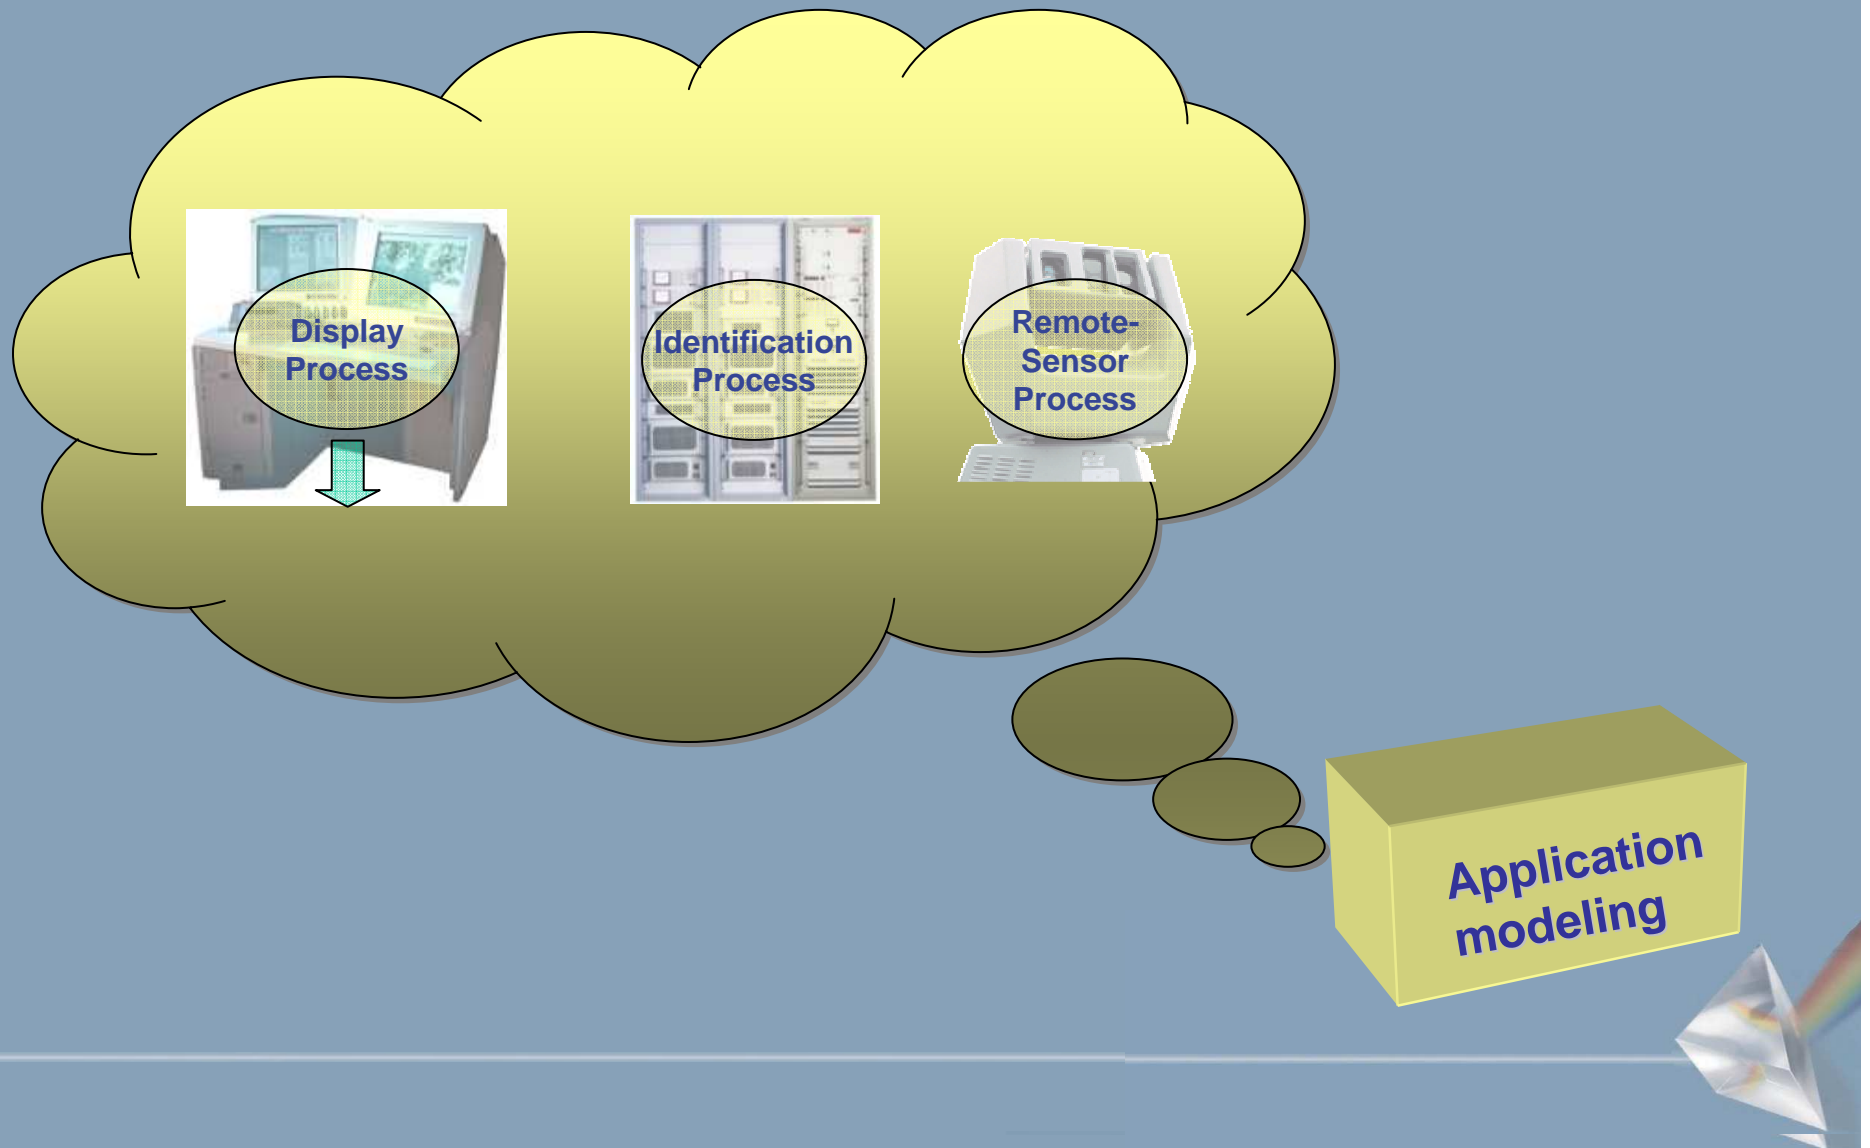 Display
Process
Identification
Process
Remote-
Sensor
Process
Application
modeling